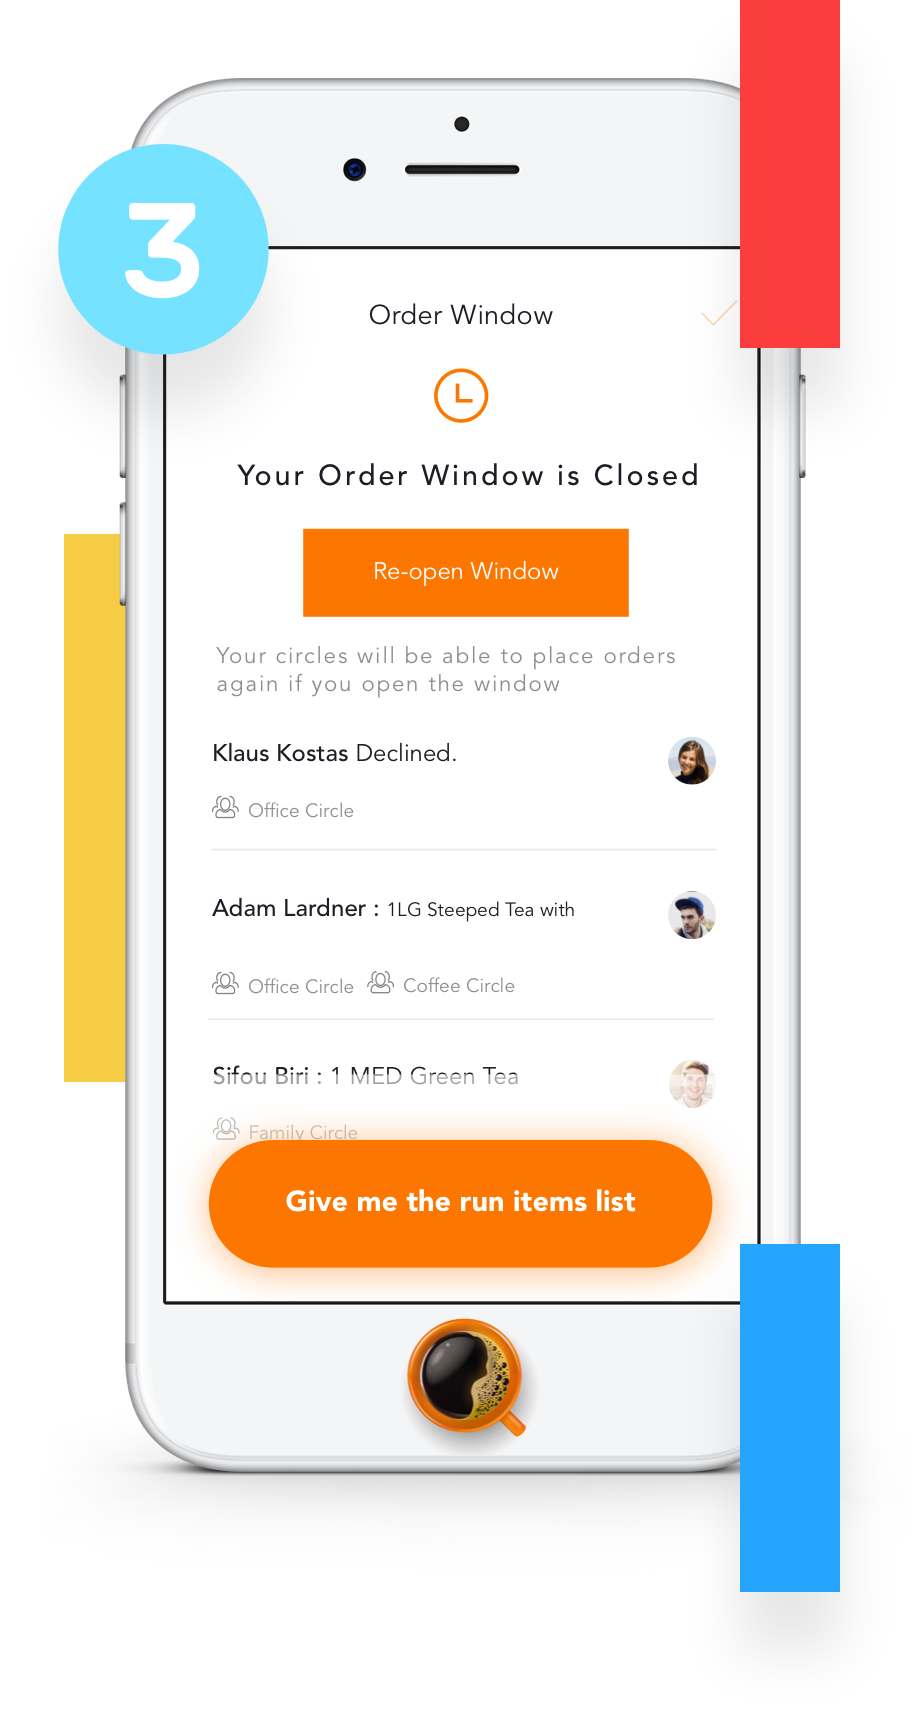 3
Order Window
Your Order Window is Closed
Re-open Window
Your circles will be able to place orders
again if you open the window
Klaus Kostas Declined.
Office Circle
Adam Lardner : 1LG Steeped Tea with
Office Circle Coffee Circle
Sifou Biri : 1 MED Green Tea
Family Circle
Give me the run items list